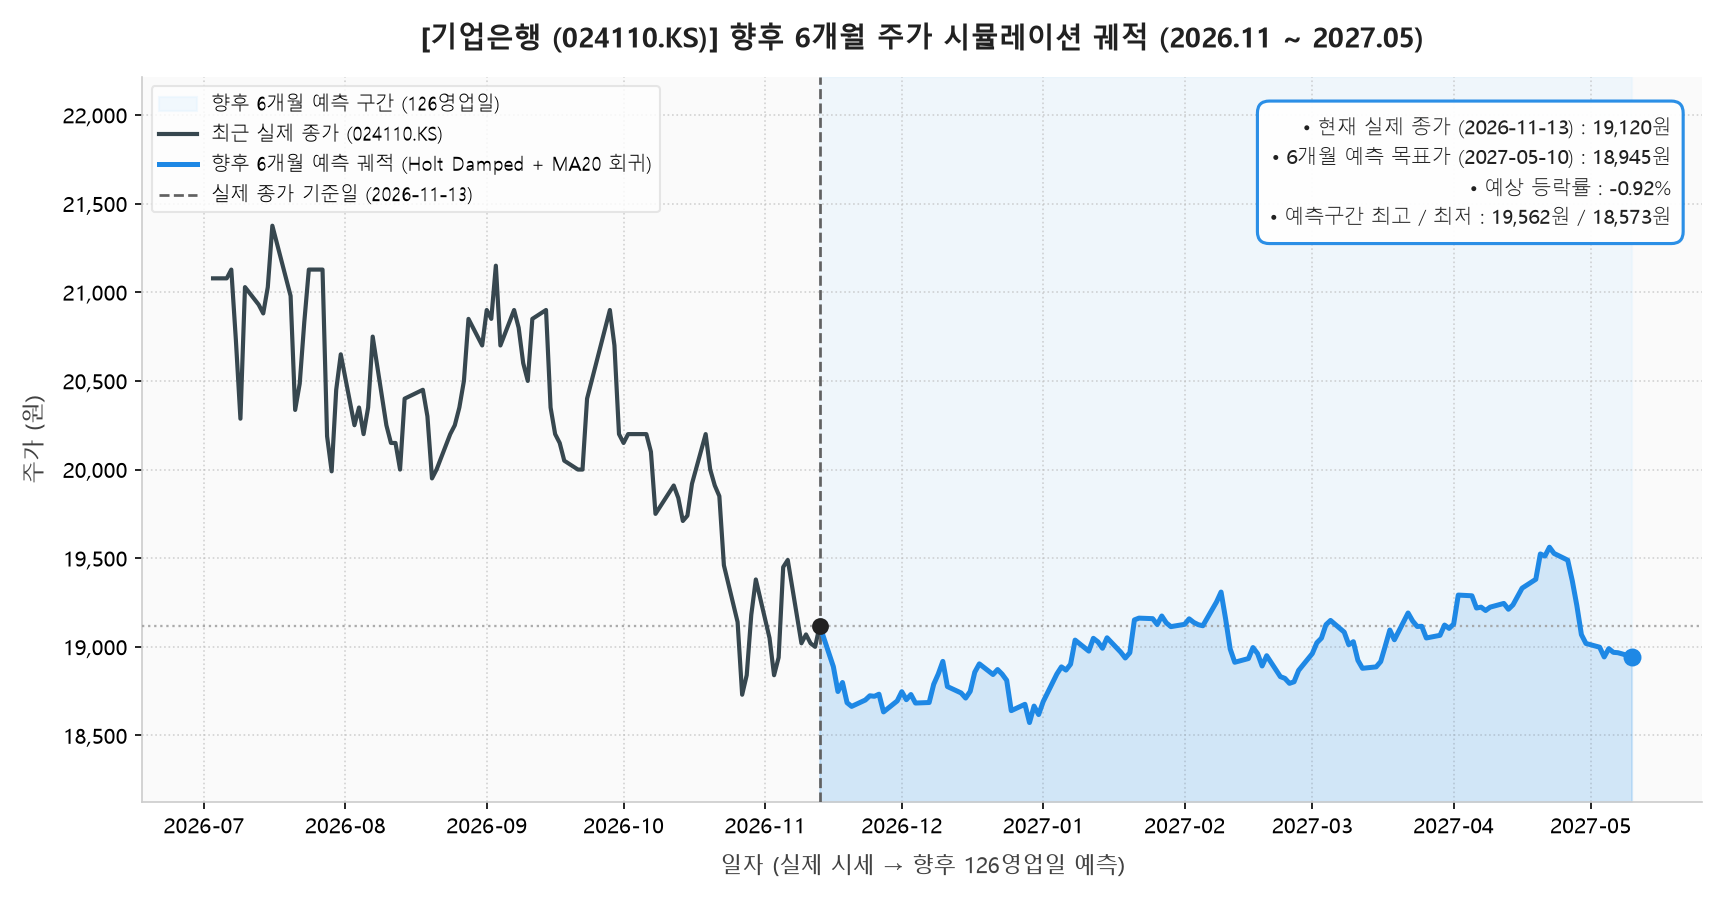 [기업은행 (024110.KS)] 향후 6개월 주가 시뮬레이션 궤적 (2026.11 ~ 2027.05)
향후 6개월 예측 구간 (126영업일)
최근 실제 종가 (024110.KS)
향후 6개월 예측 궤적 (Holt Damped + MA20 회귀)
실제 종가 기준일 (2026-11-13)
• 현재 실제 종가 (2026-11-13) : 19,120원
• 6개월 예측 목표가 (2027-05-10) : 18,945원
• 예상 등락률 : -0.92%
• 예측구간 최고 / 최저 : 19,562원 / 18,573원
주가 (원)
22,000
21,500
21,000
20,500
20,000
19,500
19,000
18,500
2026-07 2026-08 2026-09 2026-10 2026-11 2026-12 2027-01 2027-02 2027-03 2027-04 2027-05
일자 (실제 시세 → 향후 126영업일 예측)